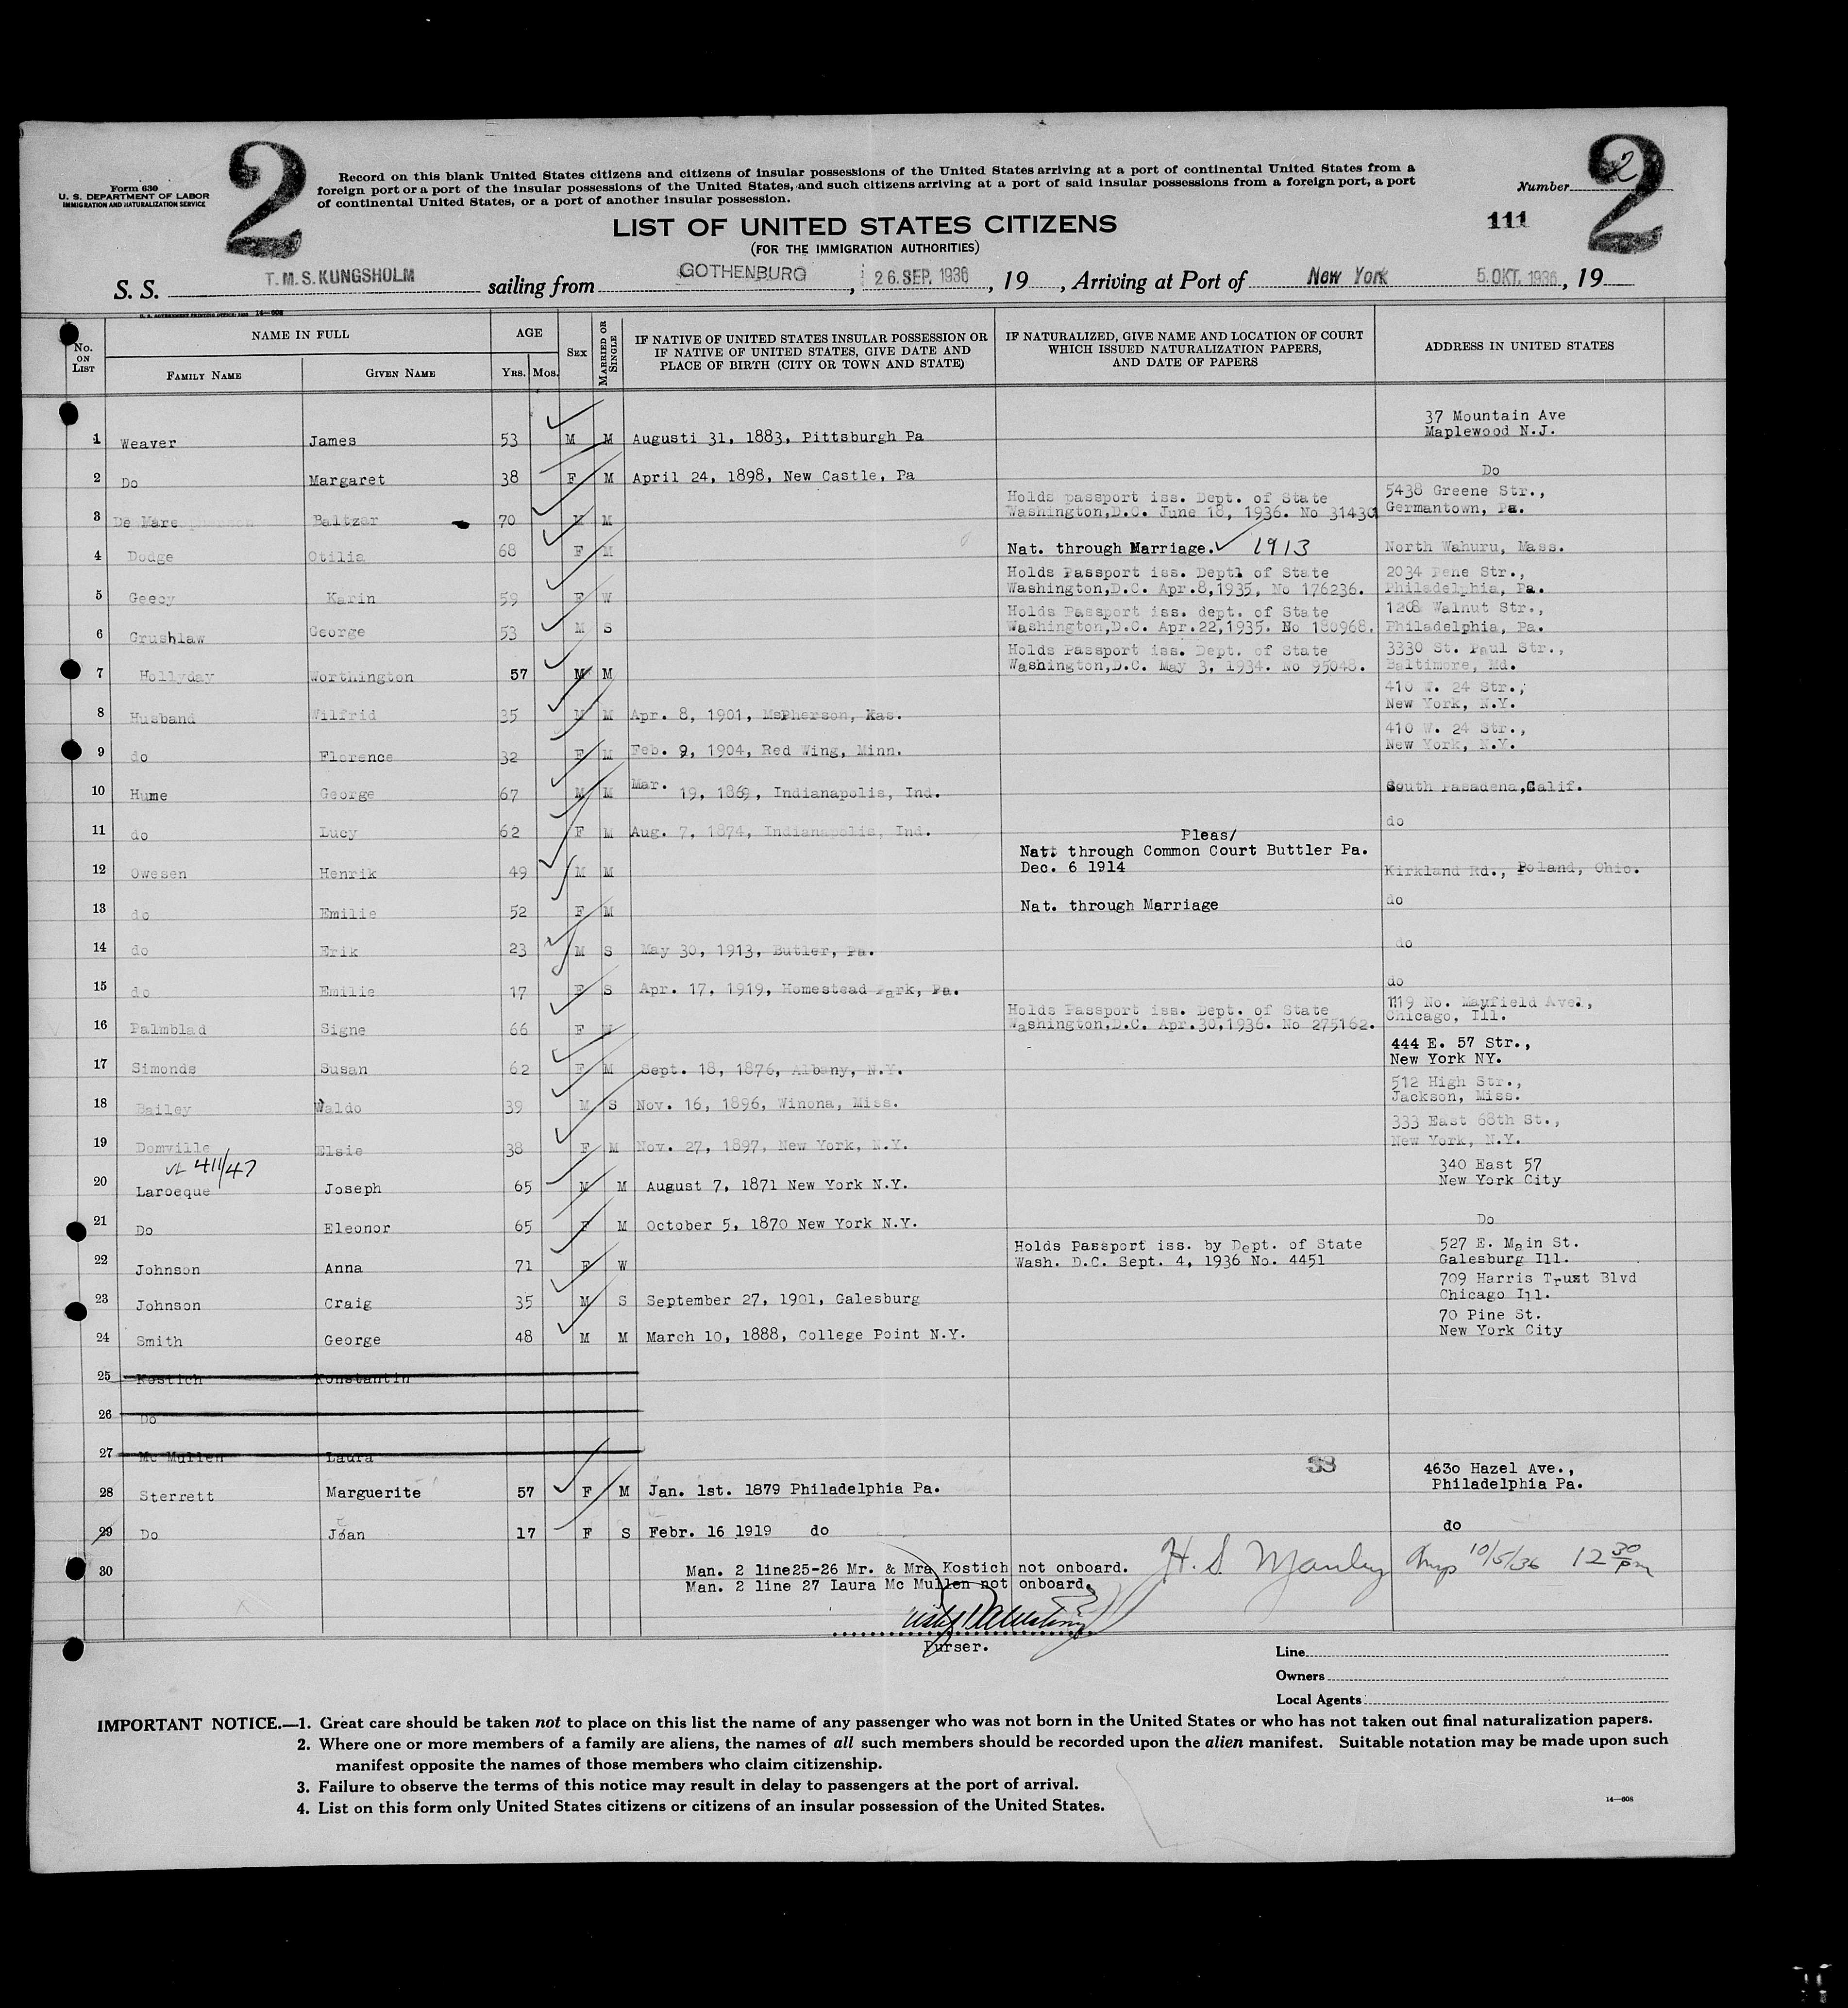 2
2
Form 630
U. S. DEPARTMENT OF LABOR
IMMIGRATION AND NATURALIZATION SERVICE
Record on this blank United States citizens and citizens of insular possessions of the United States arriving at a port of continental United States from a
foreign port or a port of the insular possessions of the United States, and such citizens arriving at a port of said insular possessions from a foreign port, a port
of continental United States, or a port of another insular possession.
Number 2
111
LIST OF UNITED STATES CITIZENS
(FOR THE IMMIGRATION AUTHORITIES)
S. S. T.M.S. KUNGSHOLM sailing from GOTHENBURG, 26. SEP. 1936, 19, Arriving at Port of New York 5. OKT. 1936, 19
No. ON LIST NAME IN FULL AGE SEX MARRIED OR SINGLE IF NATIVE OF UNITED STATES INSULAR POSSESSION OR IF NATIVE OF UNITED STATES, GIVE DATE AND PLACE OF BIRTH (CITY OR TOWN AND STATE) IF NATURALIZED, GIVE NAME AND LOCATION OF COURT WHICH ISSUED NATURALIZATION PAPERS, AND DATE OF PAPERS ADDRESS IN UNITED STATES
FAMILY NAME GIVEN NAME YRS. MOS.
37 Mountain Ave
1 Weaver James 53 M M Augusti 31, 1883, Pittsburgh Pa Maplewood N.J.
2 Do Margaret 38 F M April 24, 1898, New Castle, Pa Do
Holds passport iss. Dept. of State 5438 Greene Str.,
3 De Mare Baltzar 70 M M Washington,D.C. June 18, 1936. No 31430 Germantown, Pa.
4 Dodge Otilia 68 F M Nat. through Marriage. 1913 North Wahuru, Mass.
Holds Passport iss. Deptl of State 2034 Pene Str.,
5 Geecy Karin 59 F W Washington,D.C. Apr.8,1935, No 176236. Philadelphia, Pa.
Holds Passport iss. dept. of State 1208 Walnut Str.,
6 Crushlaw George 53 M S Washington,D.C. Apr.22,1935. No 180968. Philadelphia, Pa.
Holds Passport iss. Dept. of State 3330 St. Paul Str.,
7 Hollyday Worthington 57 M M Washington,D.C. May 3, 1934. No 95048. Baltimore, Md.
410 W. 24 Str.,
8 Husband Wilfrid 35 M M Apr. 8, 1901, McPherson, Kas. New York, N.Y.
410 W. 24 Str.,
9 do Florence 32 F M Feb. 9, 1904, Red Wing, Minn. New York, N.Y.
10 Hume George 67 M M Mar. 19, 1869, Indianapolis, Ind. South Pasadena,Calif.
11 do Lucy 62 F M Aug. 7, 1874, Indianapolis, Ind. do
Pleas/
Nat. through Common Court Buttler Pa.
12 Owesen Henrik 49 M M Dec. 6 1914 Kirkland Rd., Poland, Ohio.
13 do Emilie 52 F M Nat. through Marriage do
14 do Erik 23 M S May 30, 1913, Butler, Pa. do
15 do Emilie 17 F S Apr. 17, 1919, Homestead Park, Pa. do
Holds Passport iss. Dept. of State 1119 No. Mayfield Ave.,
16 Palmblad Signe 66 F Washington,D.C. Apr.30,1936. No 275162. Chicago, Ill.
444 E. 57 Str.,
17 Simonds Susan 62 F M Sept. 18, 1876, Albany, N.Y. New York NY.
512 High Str.,
18 Bailey Waldo 39 M S Nov. 16, 1896, Winona, Miss. Jackson, Miss.
333 East 68th St.,
19 Domville Elsie 38 F M Nov. 27, 1897, New York, N.Y. New York, N.Y.
VL 411/47 340 East 57
20 Laroeque Joseph 65 M M August 7, 1871 New York N.Y. New York City
21 Do Eleonor 65 F M October 5, 1870 New York N.Y. Do
Holds Passport iss. by Dept. of State 527 E. Main St.
22 Johnson Anna 71 F W Wash. D.C. Sept. 4, 1936 No. 4451 Galesburg Ill.
709 Harris Trust Blvd
23 Johnson Craig 35 M S September 27, 1901, Galesburg Chicago Ill.
70 Pine St.
24 Smith George 48 M M March 10, 1888, College Point N.Y. New York City
25 Kostich Konstantin
26 Do
27 Mc Mullen Laura
33 4630 Hazel Ave.,
28 Sterrett Marguerite 57 F M Jan. 1st. 1879 Philadelphia Pa. Philadelphia Pa.
29 Do Joan 17 F S Febr. 16 1919 do do
30 Man. 2 line25-26 Mr. & Mrs Kostich not onboard. H. S. Manley Insp 10/5/36 12 30 pm
Man. 2 line 27 Laura Mc Mullen not onboard.
Purser.
Line
Owners
Local Agents
IMPORTANT NOTICE.—1. Great care should be taken not to place on this list the name of any passenger who was not born in the United States or who has not taken out final naturalization papers.
2. Where one or more members of a family are aliens, the names of all such members should be recorded upon the alien manifest. Suitable notation may be made upon such
manifest opposite the names of those members who claim citizenship.
3. Failure to observe the terms of this notice may result in delay to passengers at the port of arrival.
4. List on this form only United States citizens or citizens of an insular possession of the United States.
14—608